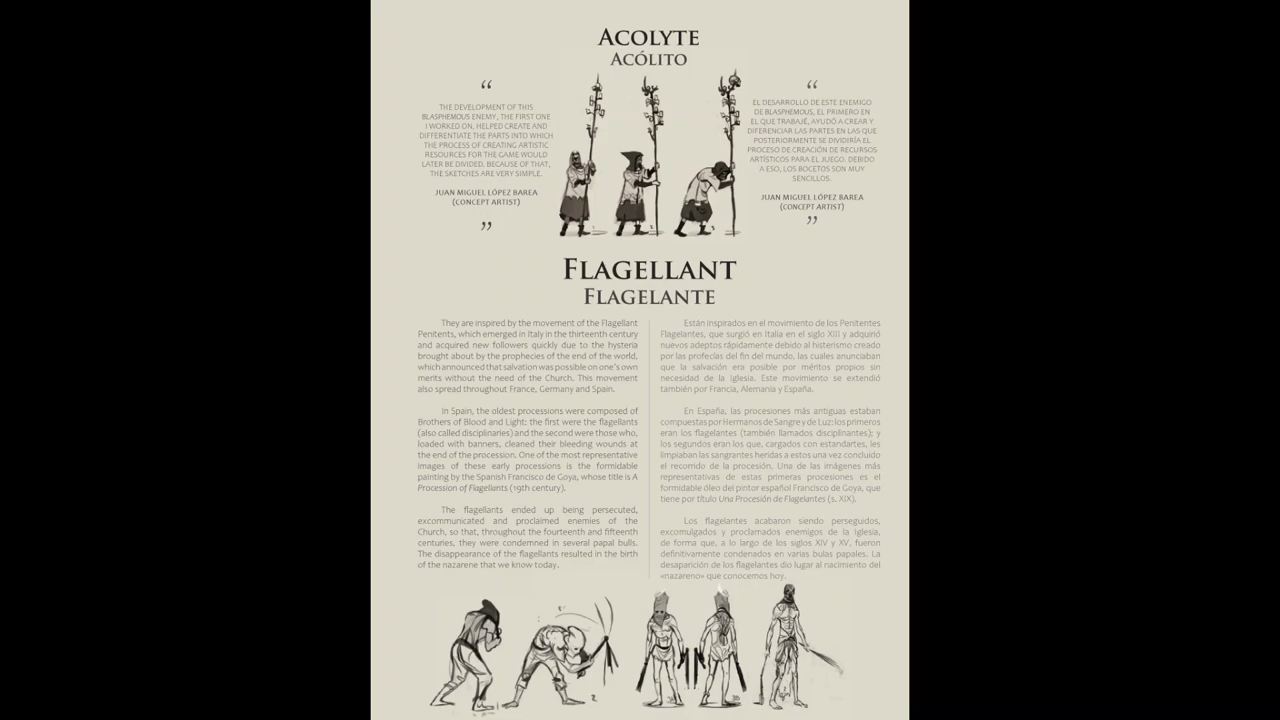 ACOLYTE
ACÓLITO
“
THE DEVELOPMENT OF THIS
BLASPHEMOUS ENEMY, THE FIRST ONE
I WORKED ON, HELPED CREATE AND
DIFFERENTIATE THE PARTS INTO WHICH
THE PROCESS OF CREATING ARTISTIC
RESOURCES FOR THE GAME WOULD
LATER BE DIVIDED. BECAUSE OF THAT,
THE SKETCHES ARE VERY SIMPLE.
JUAN MIGUEL LÓPEZ BAREA
(CONCEPT ARTIST)
”
“
EL DESARROLLO DE ESTE ENEMIGO
DE BLASPHEMOUS, EL PRIMERO EN
EL QUE TRABAJÉ, AYUDÓ A CREAR Y
DIFERENCIAR LAS PARTES EN LAS QUE
POSTERIORMENTE SE DIVIDIRÍA EL
PROCESO DE CREACIÓN DE RECURSOS
ARTÍSTICOS PARA EL JUEGO. DEBIDO
A ESO, LOS BOCETOS SON MUY
SENCILLOS.
JUAN MIGUEL LÓPEZ BAREA
(CONCEPT ARTIST)
”
FLAGELLANT
FLAGELANTE
They are inspired by the movement of the Flagellant
Penitents, which emerged in Italy in the thirteenth century
and acquired new followers quickly due to the hysteria
brought about by the prophecies of the end of the world,
which announced that salvation was possible on one's own
merits without the need of the Church. This movement
also spread throughout France, Germany and Spain.
In Spain, the oldest processions were composed of
Brothers of Blood and Light: the first were the flagellants
(also called disciplinaries) and the second were those who,
loaded with banners, cleaned their bleeding wounds at
the end of the procession. One of the most representative
images of these early processions is the formidable
painting by the Spanish Francisco de Goya, whose title is A
Procession of Flagellants (19th century).
The flagellants ended up being persecuted,
excommunicated and proclaimed enemies of the
Church, so that, throughout the fourteenth and fifteenth
centuries, they were condemned in several papal bulls.
The disappearance of the flagellants resulted in the birth
of the nazarene that we know today.
Están inspirados en el movimiento de los Penitentes
Flagelantes, que surgió en Italia en el siglo XIII y adquirió
nuevos adeptos rápidamente debido al histerismo creado
por las profecías del fin del mundo, las cuales anunciaban
que la salvación era posible por méritos propios sin
necesidad de la Iglesia. Este movimiento se extendió
también por Francia, Alemania y España.
En España, las procesiones más antiguas estaban
compuestas por Hermanos de Sangre y de Luz: los primeros
eran los flagelantes (también llamados disciplinantes); y
los segundos eran los que, cargados con estandartes, les
limpiaban las sangrantes heridas a estos una vez concluido
el recorrido de la procesión. Una de las imágenes más
representativas de estas primeras procesiones es el
formidable óleo del pintor español Francisco de Goya, que
tiene por título Una Procesión de Flagelantes (s. XIX).
Los flagelantes acabaron siendo perseguidos,
excomulgados y proclamados enemigos de la Iglesia,
de forma que, a lo largo de los siglos XIV y XV, fueron
definitivamente condenados en varias bulas papales. La
desaparición de los flagelantes dio lugar al nacimiento del
«nazareno» que conocemos hoy.